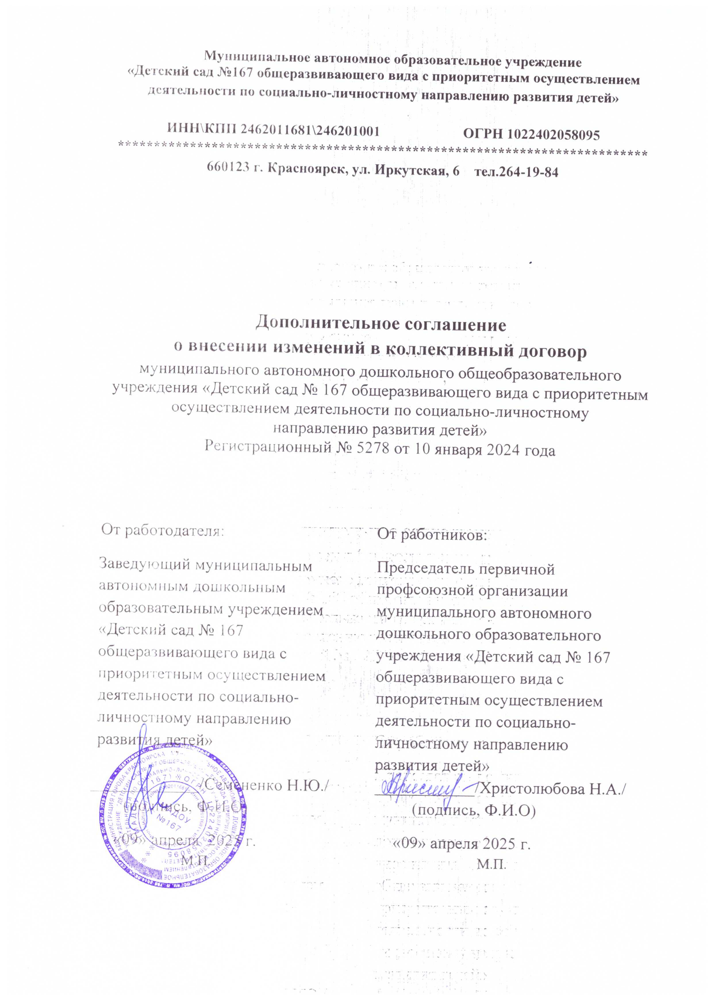 Муниципальное автономное образовательное учреждение
«Детский сад №167 общеразвивающего вида с приоритетным осуществлением
деятельности по социально-личностному направлению развития детей»
ИНН\КПП 2462011681\246201001 ОГРН 1022402058095
**************************************************************************
660123 г. Красноярск, ул. Иркутская, 6 тел.264-19-84
Дополнительное соглашение
о внесении изменений в коллективный договор
муниципального автономного дошкольного общеобразовательного
учреждения «Детский сад № 167 общеразвивающего вида с приоритетным
осуществлением деятельности по социально-личностному
направлению развития детей»
Регистрационный № 5278 от 10 января 2024 года
От работодателя:
Заведующий муниципальным
автономным дошкольным
образовательным учреждением
«Детский сад № 167
общеразвивающего вида с
приоритетным осуществлением
деятельности по социально-
личностному направлению
развития детей»
/Семененко Н.Ю./
(подпись, Ф.И.О)
«09» апреля 2025 г.
М.П.
МАДОУ
№167
От работников:
Председатель первичной
профсоюзной организации
муниципального автономного
дошкольного образовательного
учреждения «Детский сад № 167
общеразвивающего вида с
приоритетным осуществлением
деятельности по социально-
личностному направлению
развития детей»
/Христолюбова Н.А./
(подпись, Ф.И.О)
«09» апреля 2025 г.
М.П.